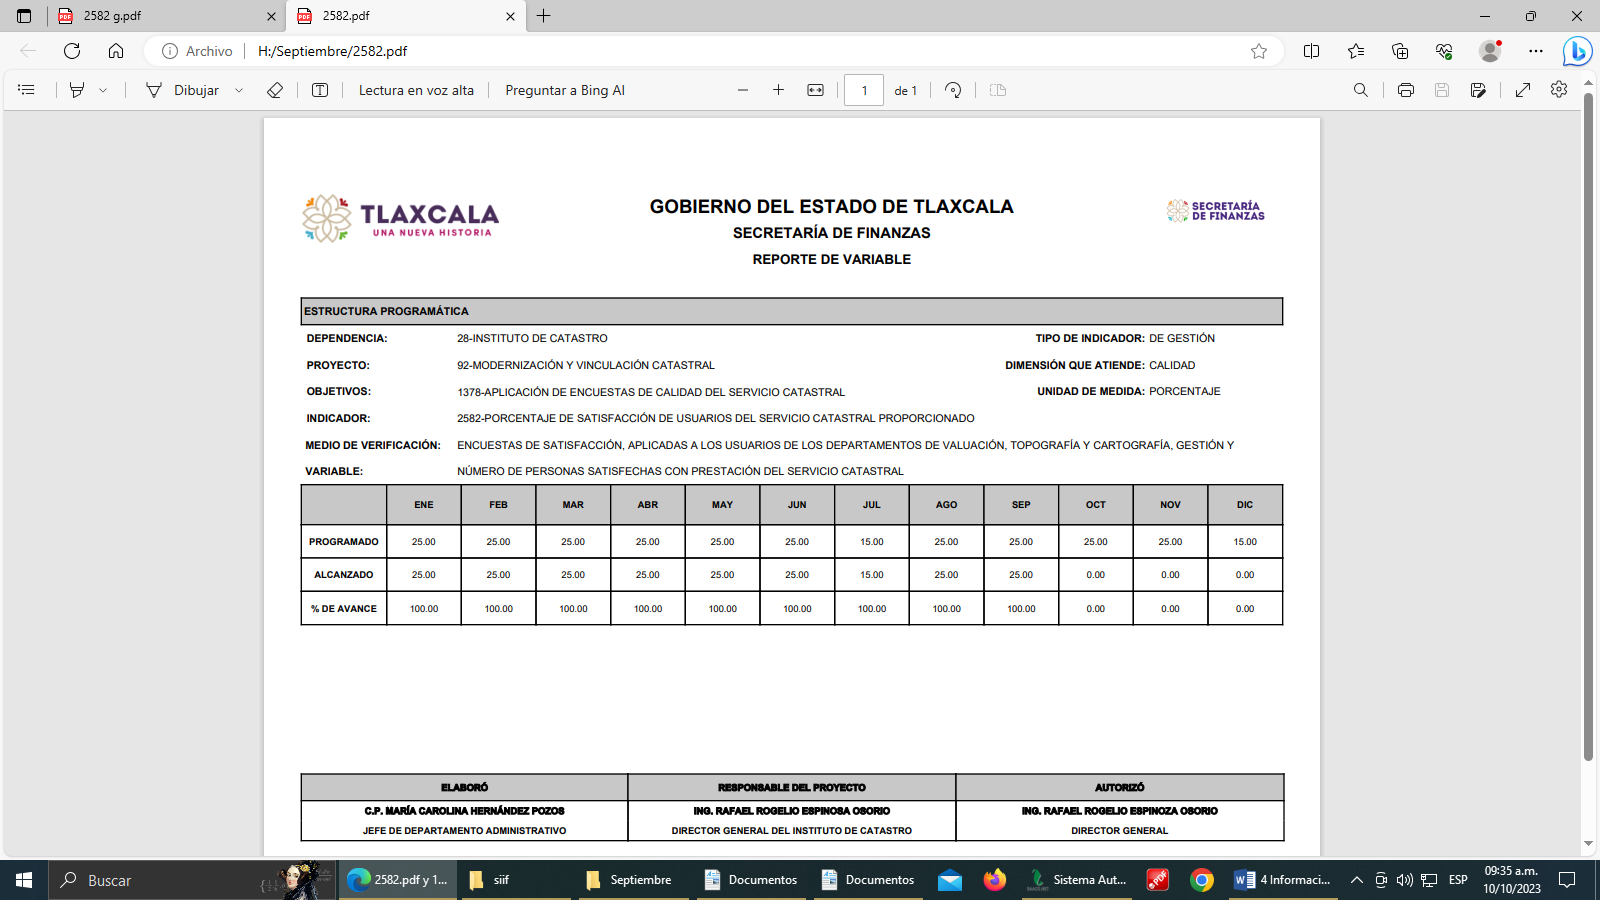 2582 g.pdf
2582.pdf
Archivo
H:/Septiembre/2582.pdf
Dibujar
Lectura en voz alta
Preguntar a Bing AI
1
de 1
TLAXCALA
UNA NUEVA HISTORIA
GOBIERNO DEL ESTADO DE TLAXCALA
SECRETARÍA DE FINANZAS
REPORTE DE VARIABLE
SECRETARÍA
DE FINANZAS
ESTRUCTURA PROGRAMÁTICA
DEPENDENCIA: 28-INSTITUTO DE CATASTRO TIPO DE INDICADOR: DE GESTIÓN
PROYECTO: 92-MODERNIZACIÓN Y VINCULACIÓN CATASTRAL DIMENSIÓN QUE ATIENDE: CALIDAD
OBJETIVOS: 1378-APLICACIÓN DE ENCUESTAS DE CALIDAD DEL SERVICIO CATASTRAL UNIDAD DE MEDIDA: PORCENTAJE
INDICADOR: 2582-PORCENTAJE DE SATISFACCIÓN DE USUARIOS DEL SERVICIO CATASTRAL PROPORCIONADO
MEDIO DE VERIFICACIÓN: ENCUESTAS DE SATISFACCIÓN, APLICADAS A LOS USUARIOS DE LOS DEPARTAMENTOS DE VALUACIÓN, TOPOGRAFÍA Y CARTOGRAFÍA, GESTIÓN Y
VARIABLE: NÚMERO DE PERSONAS SATISFECHAS CON PRESTACIÓN DEL SERVICIO CATASTRAL
ENE FEB MAR ABR MAY JUN JUL AGO SEP OCT NOV DIC
PROGRAMADO 25.00 25.00 25.00 25.00 25.00 25.00 15.00 25.00 25.00 25.00 25.00 15.00
ALCANZADO 25.00 25.00 25.00 25.00 25.00 25.00 15.00 25.00 25.00 0.00 0.00 0.00
% DE AVANCE 100.00 100.00 100.00 100.00 100.00 100.00 100.00 100.00 100.00 0.00 0.00 0.00
ELABORÓ RESPONSABLE DEL PROYECTO AUTORIZÓ
C.P. MARÍA CAROLINA HERNÁNDEZ POZOS ING. RAFAEL ROGELIO ESPINOSA OSORIO ING. RAFAEL ROGELIO ESPINOZA OSORIO
JEFE DE DEPARTAMENTO ADMINISTRATIVO DIRECTOR GENERAL DEL INSTITUTO DE CATASTRO DIRECTOR GENERAL
Buscar
2582.pdf y 1...
siif
Septiembre
Documentos
Documentos
Sistema Aut...
4 Informaci...
ESP
09:35 a.m.
10/10/2023